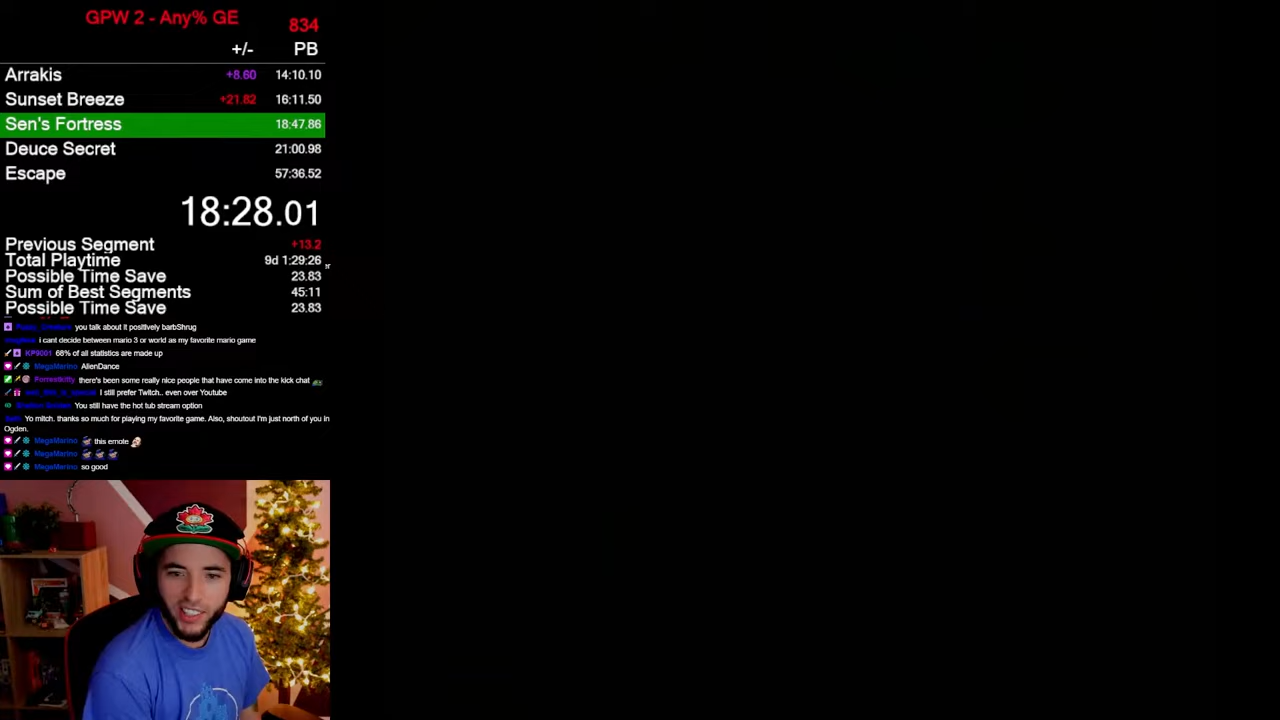 GPW 2 - Any% GE
834
+/- PB
Arrakis +8.60 14:10.10
Sunset Breeze +21.82 16:11.50
Sen's Fortress 18:47.86
Deuce Secret 21:00.98
Escape 57:36.52
18:28.01
Previous Segment +13.2
Total Playtime 9d 1:29:26
Possible Time Save 23.83
Sum of Best Segments 45:11
Possible Time Save 23.83
you talk about it positively barbShrug
i cant decide between mario 3 or world as my favorite mario game
KP9001 68% of all statistics are made up
MegaMarino AlienDance
Forrestkitty there's been some really nice people that have come into the kick chat
I still prefer Twitch.. even over Youtube
You still have the hot tub stream option
Yo mitch. thanks so much for playing my favorite game. Also, shoutout I'm just north of you in
Ogden.
MegaMarino this emote
MegaMarino
MegaMarino so good